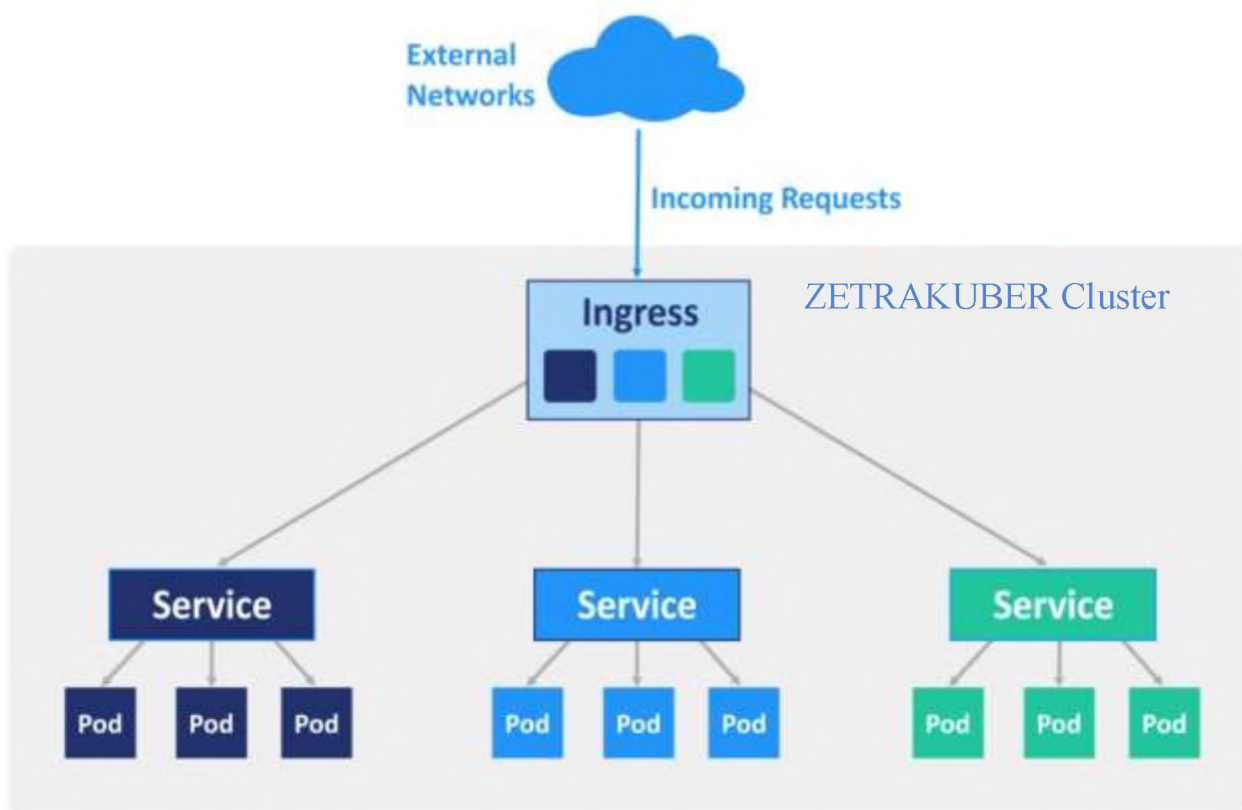 External
Networks
Incoming Requests
Ingress
ZETRAKUBER Cluster
Service
Service
Service
Pod
Pod
Pod
Pod
Pod
Pod
Pod
Pod
Pod